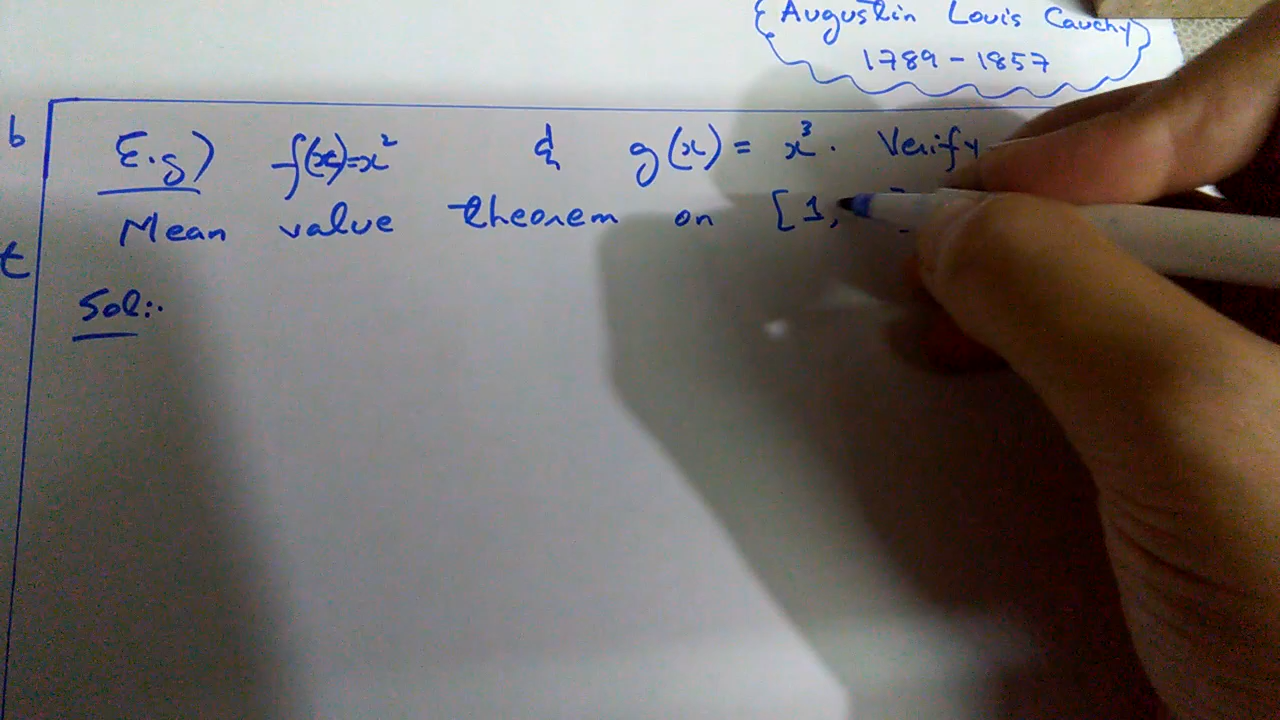 Augustin Louis Cauchy
1789 - 1857
b
E.g) f(x)=x² & g(x) = x³. Verify
Mean value theorem on [1,
t
Sol:.